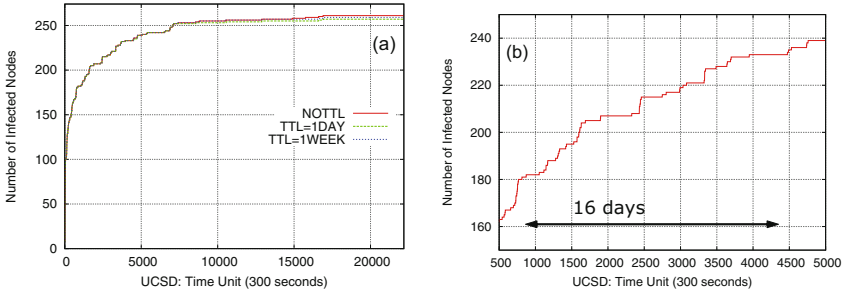 (a)
Number of Infected Nodes
250
200
150
100
50
0
NOTTL
TTL=1DAY
TTL=1WEEK
0 5000 10000 15000 20000
UCSD: Time Unit (300 seconds)
(b)
Number of Infected Nodes
240
220
200
180
160
16 days
500 1000 1500 2000 2500 3000 3500 4000 4500 5000
UCSD: Time Unit (300 seconds)